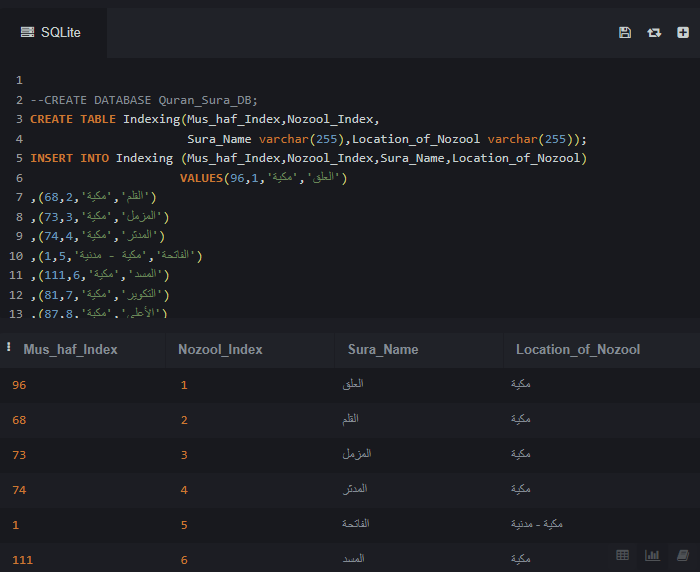 SQLite
1
2 --CREATE DATABASE Quran_Sura_DB;
3 CREATE TABLE Indexing(Mus_haf_Index,Nozool_Index,
4 Sura_Name varchar(255),Location_of_Nozool varchar(255));
5 INSERT INTO Indexing (Mus_haf_Index,Nozool_Index,Sura_Name,Location_of_Nozool)
6 VALUES(96,1,'العلق','مكية')
7 ,(68,2,'القلم','مكية')
8 ,(73,3,'المزمل','مكية')
9 ,(74,4,'المدثر','مكية')
10 ,(1,5,'الفاتحة','مكية - مدنية')
11 ,(111,6,'المسد','مكية')
12 ,(81,7,'التكوير','مكية')
13 ,(87,8,'الأعلى','مكية')
Mus_haf_Index Nozool_Index Sura_Name Location_of_Nozool
96 1 العلق مكية
68 2 القلم مكية
73 3 المزمل مكية
74 4 المدثر مكية
1 5 الفاتحة مكية - مدنية
111 6 المسد مكية